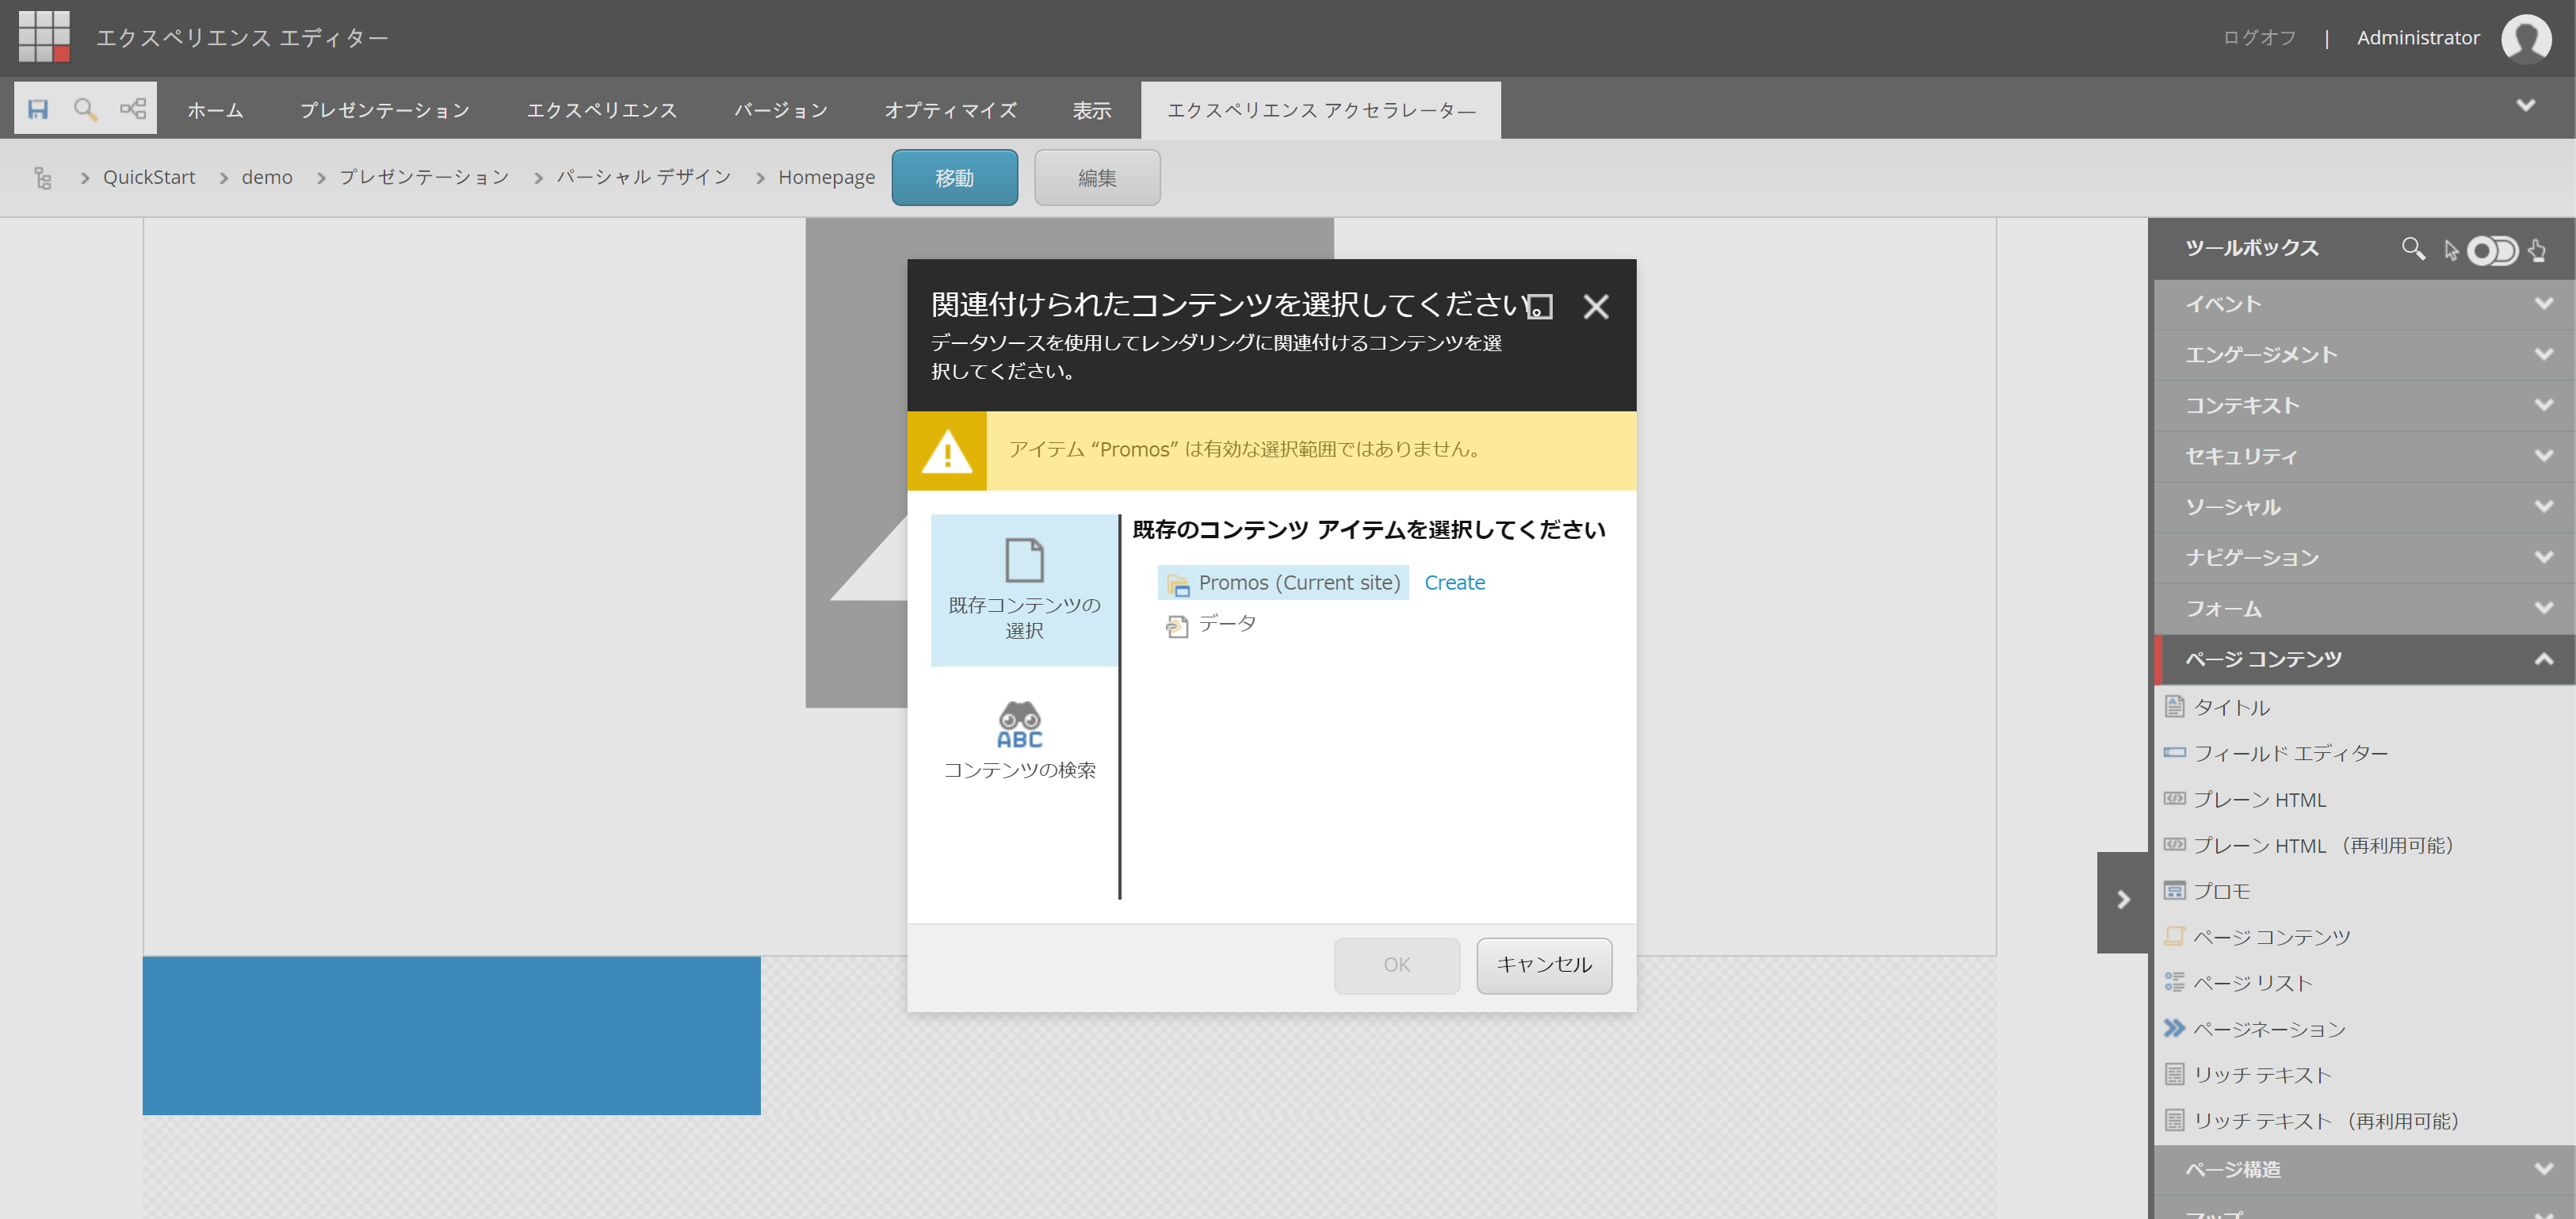 エクスペリエンス エディター
ログオフ | Administrator
ホーム プレゼンテーション エクスペリエンス バージョン オプティマイズ 表示 エクスペリエンス アクセラレーター
QuickStart demo プレゼンテーション パーシャル デザイン Homepage 移動 編集
関連付けられたコンテンツを選択してください。
データソースを使用してレンダリングに関連付けるコンテンツを選
択してください。
アイテム “Promos” は有効な選択範囲ではありません。
既存コンテンツの
選択
ABC
コンテンツの検索
既存のコンテンツ アイテムを選択してください
Promos (Current site) Create
データ
OK キャンセル
ツールボックス
イベント
エンゲージメント
コンテキスト
セキュリティ
ソーシャル
ナビゲーション
フォーム
ページ コンテンツ
タイトル
フィールド エディター
プレーン HTML
プレーン HTML （再利用可能）
プロモ
ページ コンテンツ
ページ リスト
ページネーション
リッチ テキスト
リッチ テキスト （再利用可能）
ページ構造
マップ